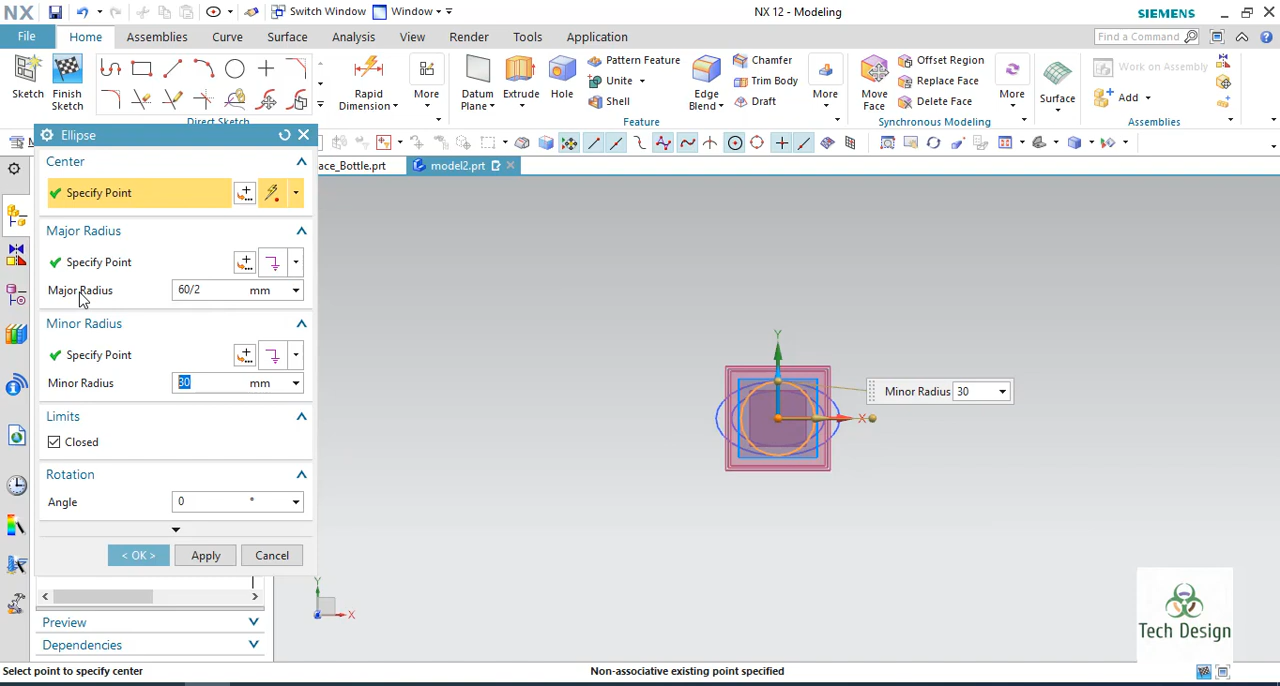 NX
Switch Window
Window
NX 12 - Modeling
SIEMENS
File
Home
Assemblies
Curve
Surface
Analysis
View
Render
Tools
Application
Find a Command
Sketch
Finish Sketch
Rapid Dimension
More
Datum Plane
Extrude
Hole
Pattern Feature
Unite
Shell
Edge Blend
Chamfer
Trim Body
Draft
More
Move Face
Offset Region
Replace Face
Delete Face
More
Surface
Work on Assembly
Add
Direct Sketch
Feature
Synchronous Modeling
Assemblies
Ellipse
ace_Bottle.prt
model2.prt
Center
Specify Point
Major Radius
Specify Point
Major Radius
60/2 mm
Minor Radius
Specify Point
Minor Radius
30 mm
Limits
Closed
Rotation
Angle
0 °
< OK >
Apply
Cancel
Preview
Dependencies
Y
X
Minor Radius 30
Y
X
Tech Design
Select point to specify center
Non-associative existing point specified